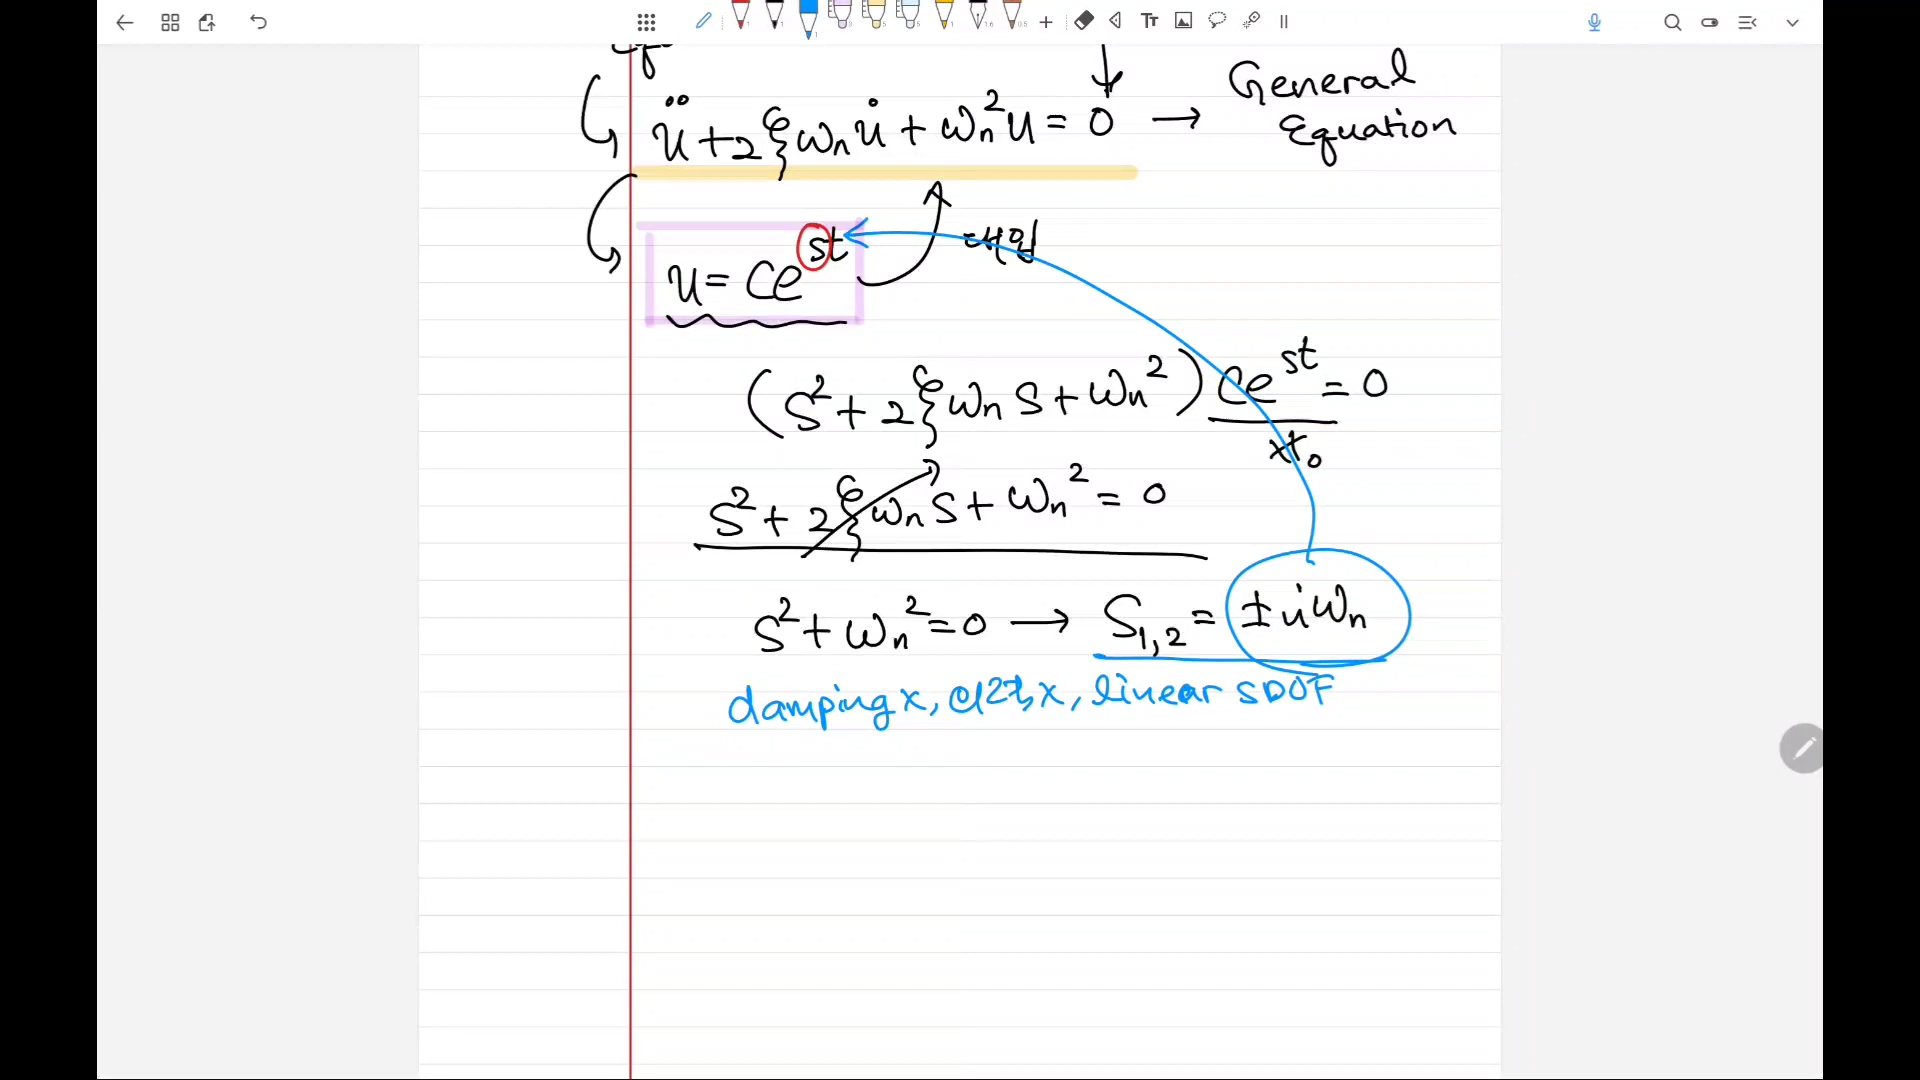 General
ü + 2ξωₙu̇ + ωₙ²u = 0 → Equation
u = Ce^st 대입
(s² + 2ξωₙs + ωₙ²) Ce^st = 0
≠ 0
s² + 2ξωₙs + ωₙ² = 0
s² + ωₙ² = 0 → S₁,₂ = ± iωₙ
damping x, 외력 x, linear SDOF